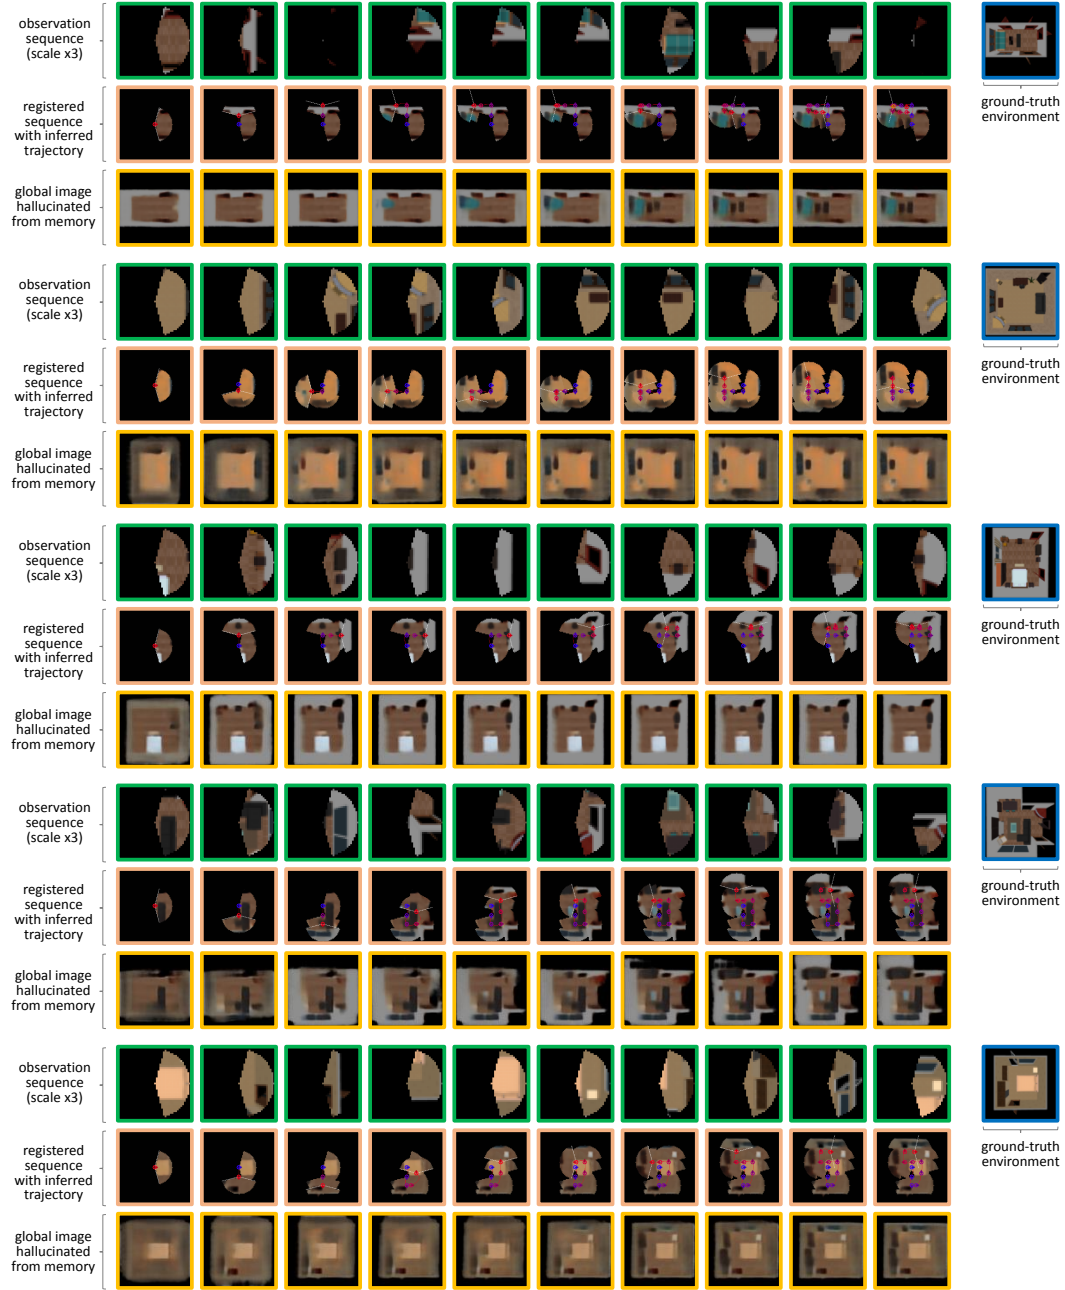 observation
sequence
(scale x3)
ground-truth
environment
registered
sequence
with inferred
trajectory
global image
hallucinated
from memory
observation
sequence
(scale x3)
ground-truth
environment
registered
sequence
with inferred
trajectory
global image
hallucinated
from memory
observation
sequence
(scale x3)
ground-truth
environment
registered
sequence
with inferred
trajectory
global image
hallucinated
from memory
observation
sequence
(scale x3)
ground-truth
environment
registered
sequence
with inferred
trajectory
global image
hallucinated
from memory
observation
sequence
(scale x3)
ground-truth
environment
registered
sequence
with inferred
trajectory
global image
hallucinated
from memory